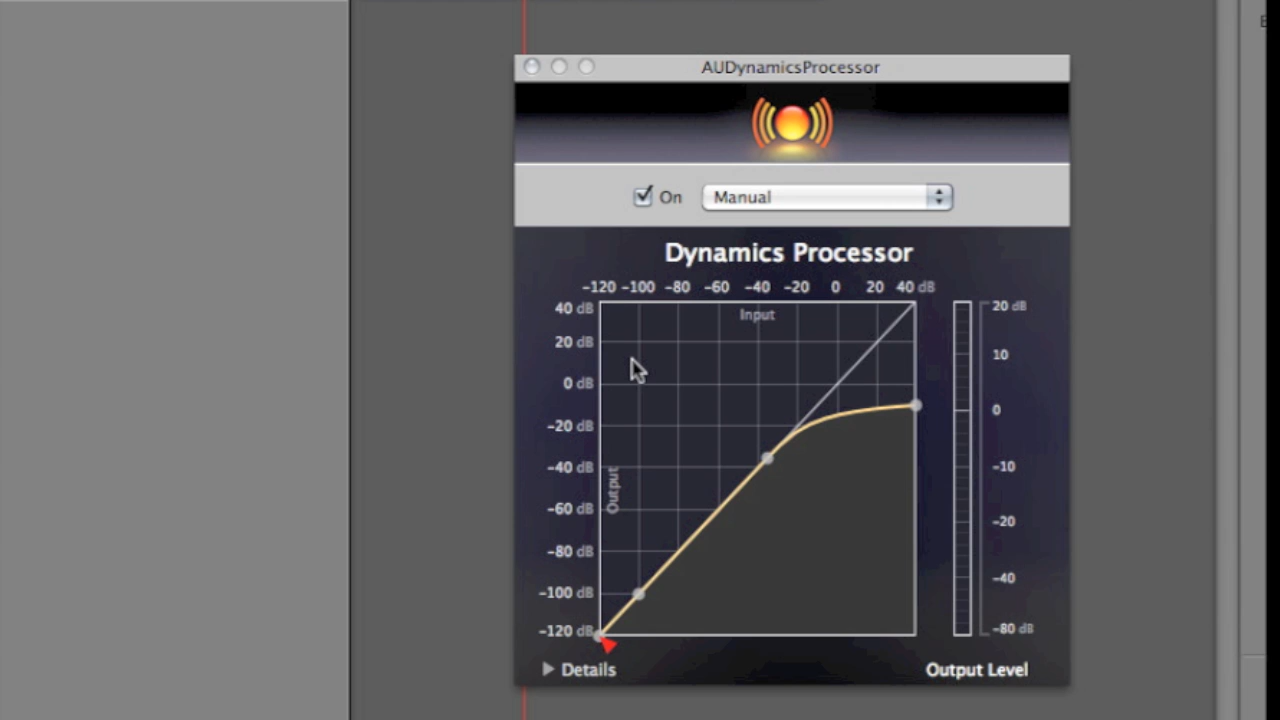 AUDynamicsProcessor
On
Manual
Dynamics Processor
-120 -100 -80 -60 -40 -20 0 20 40 dB
Input
40 dB
20 dB
0 dB
-20 dB
-40 dB
-60 dB
-80 dB
-100 dB
-120 dB
Output
20 dB
10
0
-10
-20
-40
-80 dB
Details
Output Level